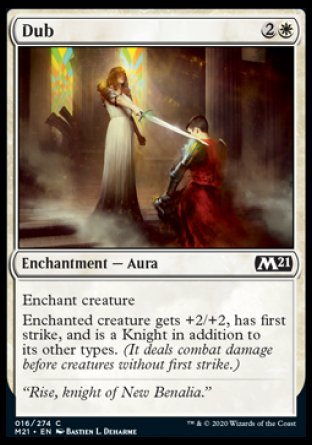 Dub 2
Enchantment — Aura M21
Enchant creature
Enchanted creature gets +2/+2, has first
strike, and is a Knight in addition to
its other types. (It deals combat damage
before creatures without first strike.)
"Rise, knight of New Benalia."
016/274 C ™ & © 2020 Wizards of the Coast
M21 • EN Bastien L. Deharme